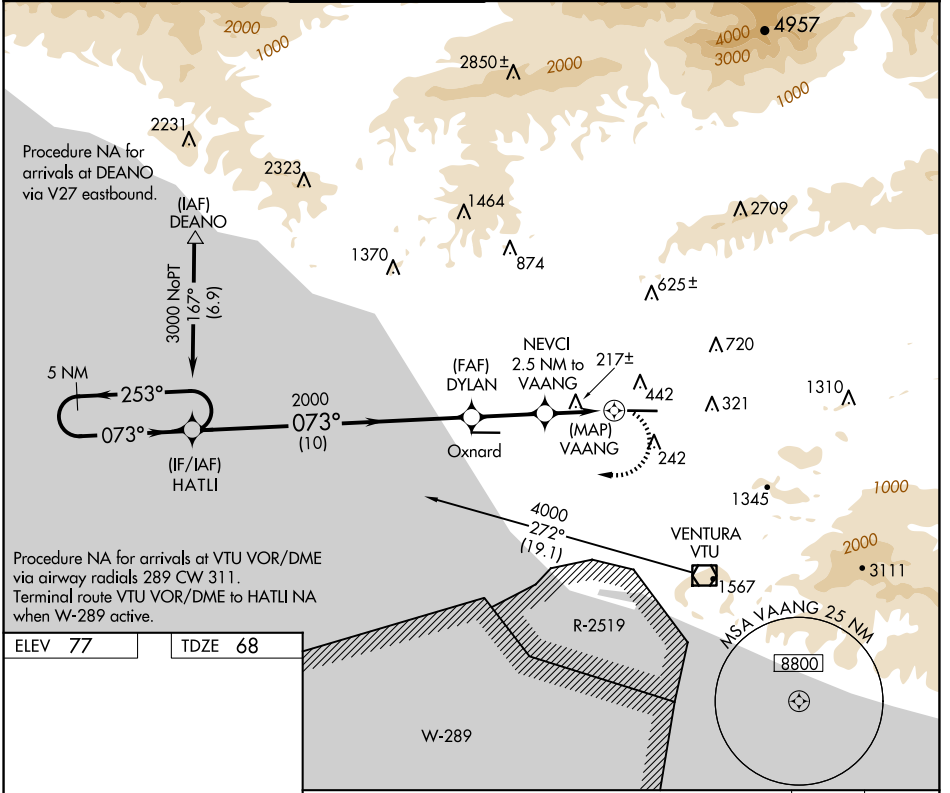 2000
1000
4957
4000
3000
2850±
2000
1000
2231
Procedure NA for
arrivals at DEANO
via V27 eastbound.
2323
(IAF)
DEANO
1464
2709
1370
874
3000 NoPT
167°
(6.9)
625±
NEVCI
2.5 NM to
VAANG
217±
720
(FAF)
DYLAN
5 NM
253°
2000
073°
(10)
442
321
1310
073°
(IF/IAF)
HATLI
Oxnard
(MAP)
VAANG
242
1345
1000
4000
272°
(19.1)
VENTURA
VTU
2000
3111
1567
Procedure NA for arrivals at VTU VOR/DME
via airway radials 289 CW 311.
Terminal route VTU VOR/DME to HATLI NA
when W-289 active.
R-2519
MSA VAANG 25 NM
8800
ELEV 77
TDZE 68
W-289